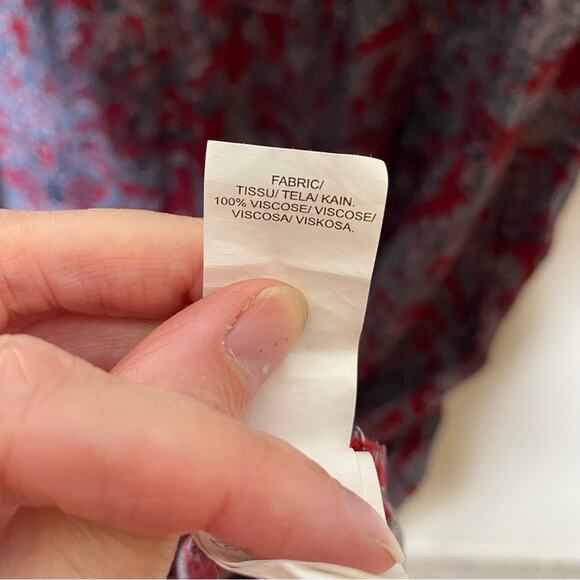 FABRIC/
TISSU/ TELA/ KAIN.
100% VISCOSE/ VISCOSE/
VISCOSA/ VISKOSA.